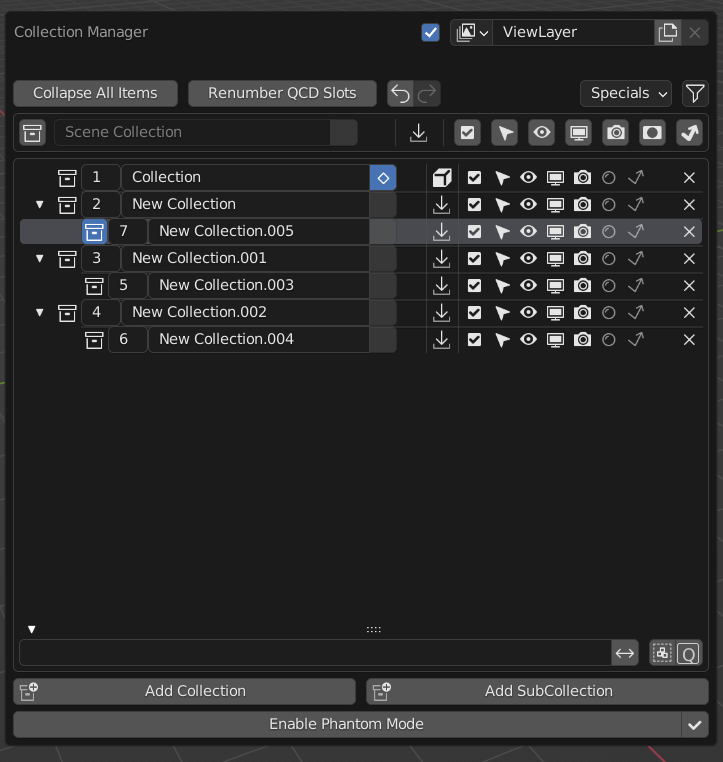 Collection Manager ViewLayer
Collapse All Items Renumber QCD Slots Specials
Scene Collection
1 Collection
2 New Collection
7 New Collection.005
3 New Collection.001
5 New Collection.003
4 New Collection.002
6 New Collection.004
Q
Add Collection Add SubCollection
Enable Phantom Mode